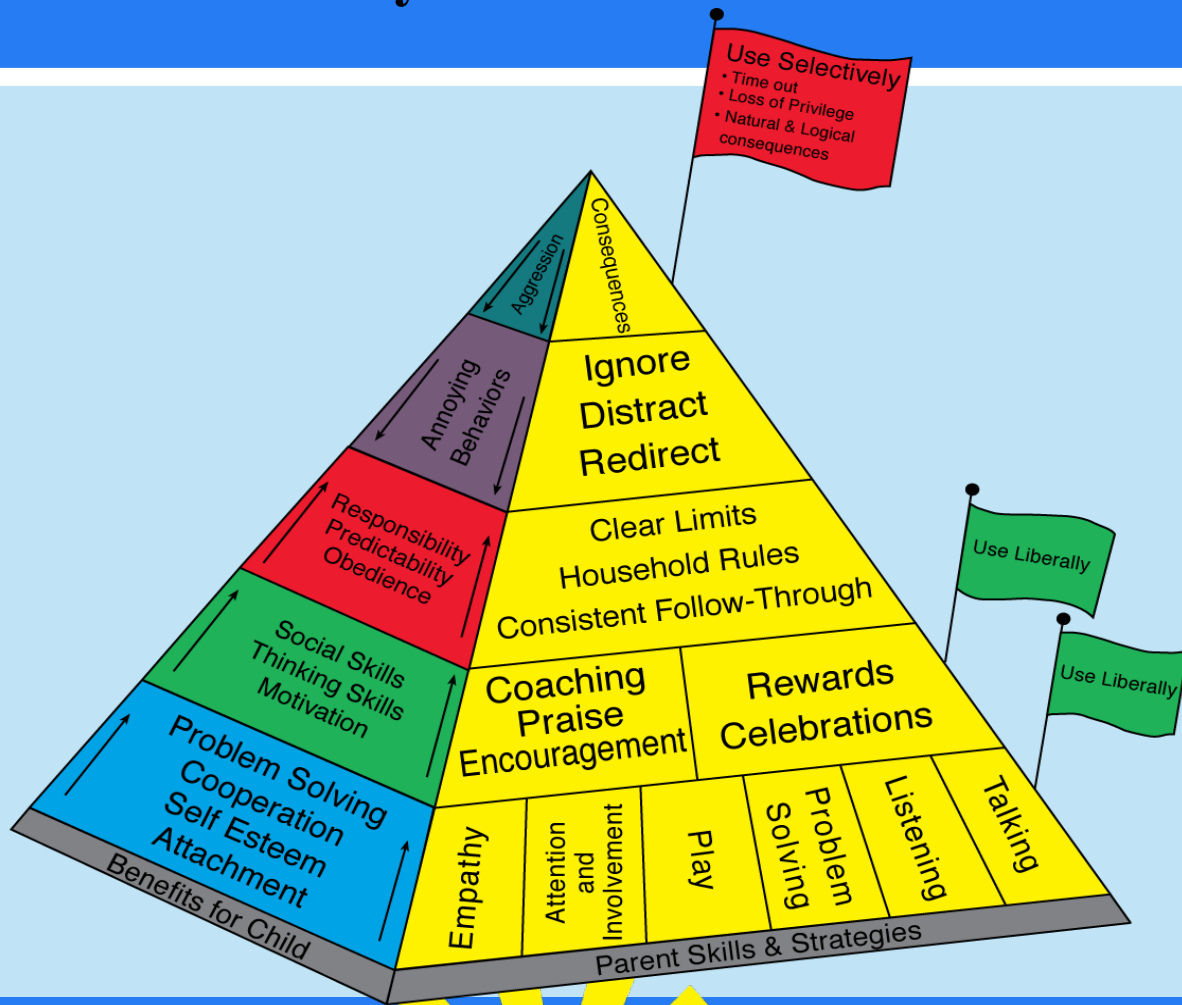 Use Selectively
• Time out
• Loss of Privilege
• Natural & Logical
consequences
Aggression
Consequences
Annoying
Behaviors
Ignore
Distract
Redirect
Responsibility
Predictability
Obedience
Clear Limits
Household Rules
Consistent Follow-Through
Use Liberally
Social Skills
Thinking Skills
Motivation
Coaching
Praise
Encouragement
Rewards
Celebrations
Use Liberally
Problem Solving
Cooperation
Self Esteem
Attachment
Empathy
Attention
and
Involvement
Play
Problem
Solving
Listening
Talking
Benefits for Child
Parent Skills & Strategies